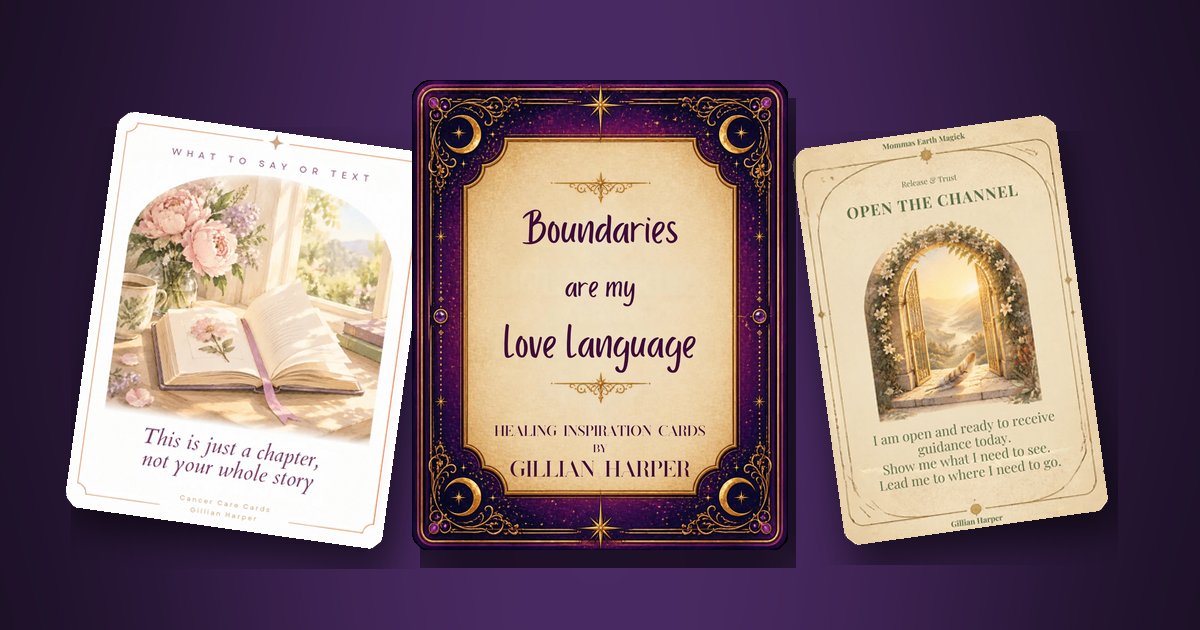 WHAT TO SAY OR TEXT
This is just a chapter,
not your whole story
Cancer Care Cards
Gillian Harper
Boundaries
are my
Love Language
HEALING INSPIRATION CARDS
BY
GILLIAN HARPER
Mommas Earth Magick
Release & Trust
OPEN THE CHANNEL
I am open and ready to receive
guidance today.
Show me what I need to see.
Lead me to where I need to go.
Gillian Harper